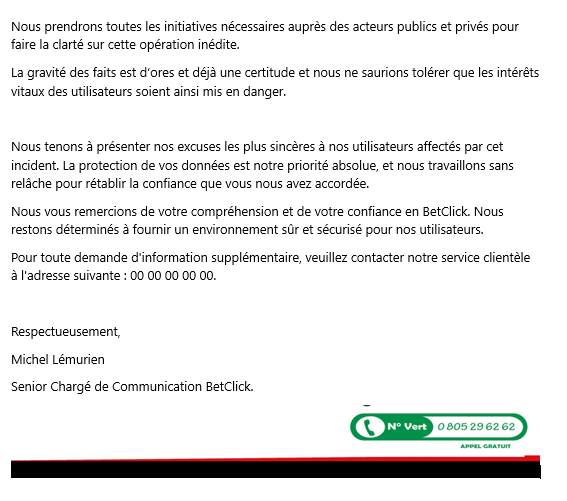 Nous prendrons toutes les initiatives nécessaires auprès des acteurs publics et privés pour
faire la clarté sur cette opération inédite.
La gravité des faits est d’ores et déjà une certitude et nous ne saurions tolérer que les intérêts
vitaux des utilisateurs soient ainsi mis en danger.
Nous tenons à présenter nos excuses les plus sincères à nos utilisateurs affectés par cet
incident. La protection de vos données est notre priorité absolue, et nous travaillons sans
relâche pour rétablir la confiance que vous nous avez accordée.
Nous vous remercions de votre compréhension et de votre confiance en BetClick. Nous
restons déterminés à fournir un environnement sûr et sécurisé pour nos utilisateurs.
Pour toute demande d'information supplémentaire, veuillez contacter notre service clientèle
à l'adresse suivante : 00 00 00 00 00.
Respectueusement,
Michel Lémurien
Senior Chargé de Communication BetClick.
N° Vert 0 805 29 62 62
APPEL GRATUIT